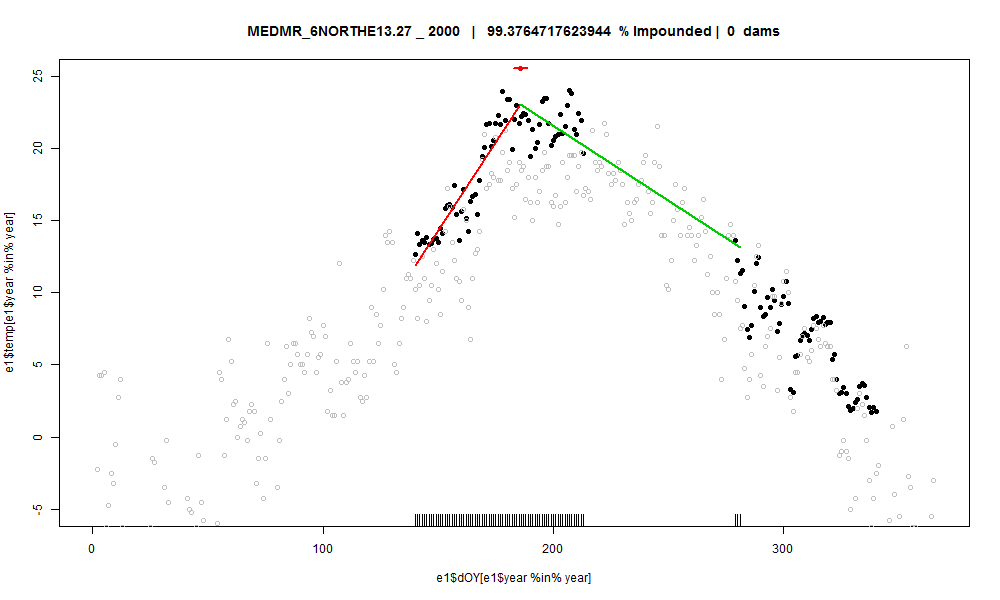 MEDMR_6NORTHE13.27 _ 2000 | 99.3764717623944 % Impounded | 0 dams
25
20
15
10
5
0
-5
e1$temp[e1$year %in% year]
0 100 200 300
e1$dOY[e1$year %in% year]